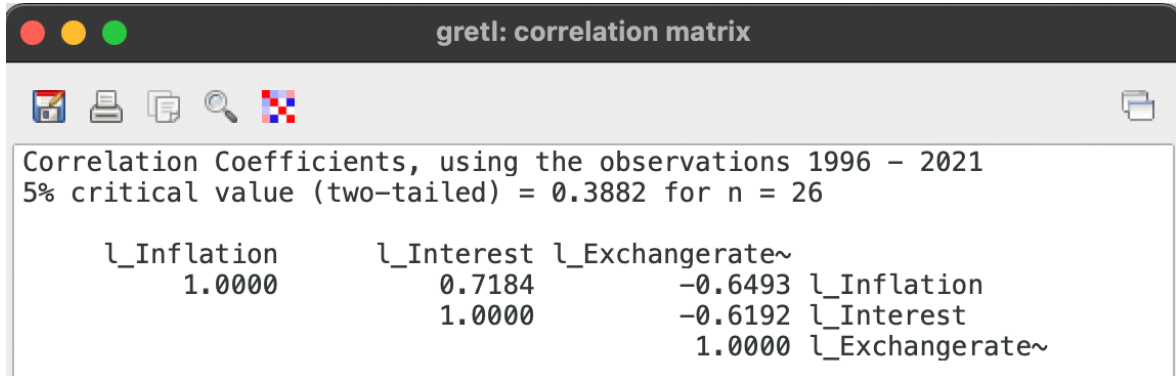 gretl: correlation matrix
Correlation Coefficients, using the observations 1996 – 2021
5% critical value (two-tailed) = 0.3882 for n = 26
l_Inflation l_Interest l_Exchangerate~
1.0000 0.7184 -0.6493 l_Inflation
1.0000 -0.6192 l_Interest
1.0000 l_Exchangerate~